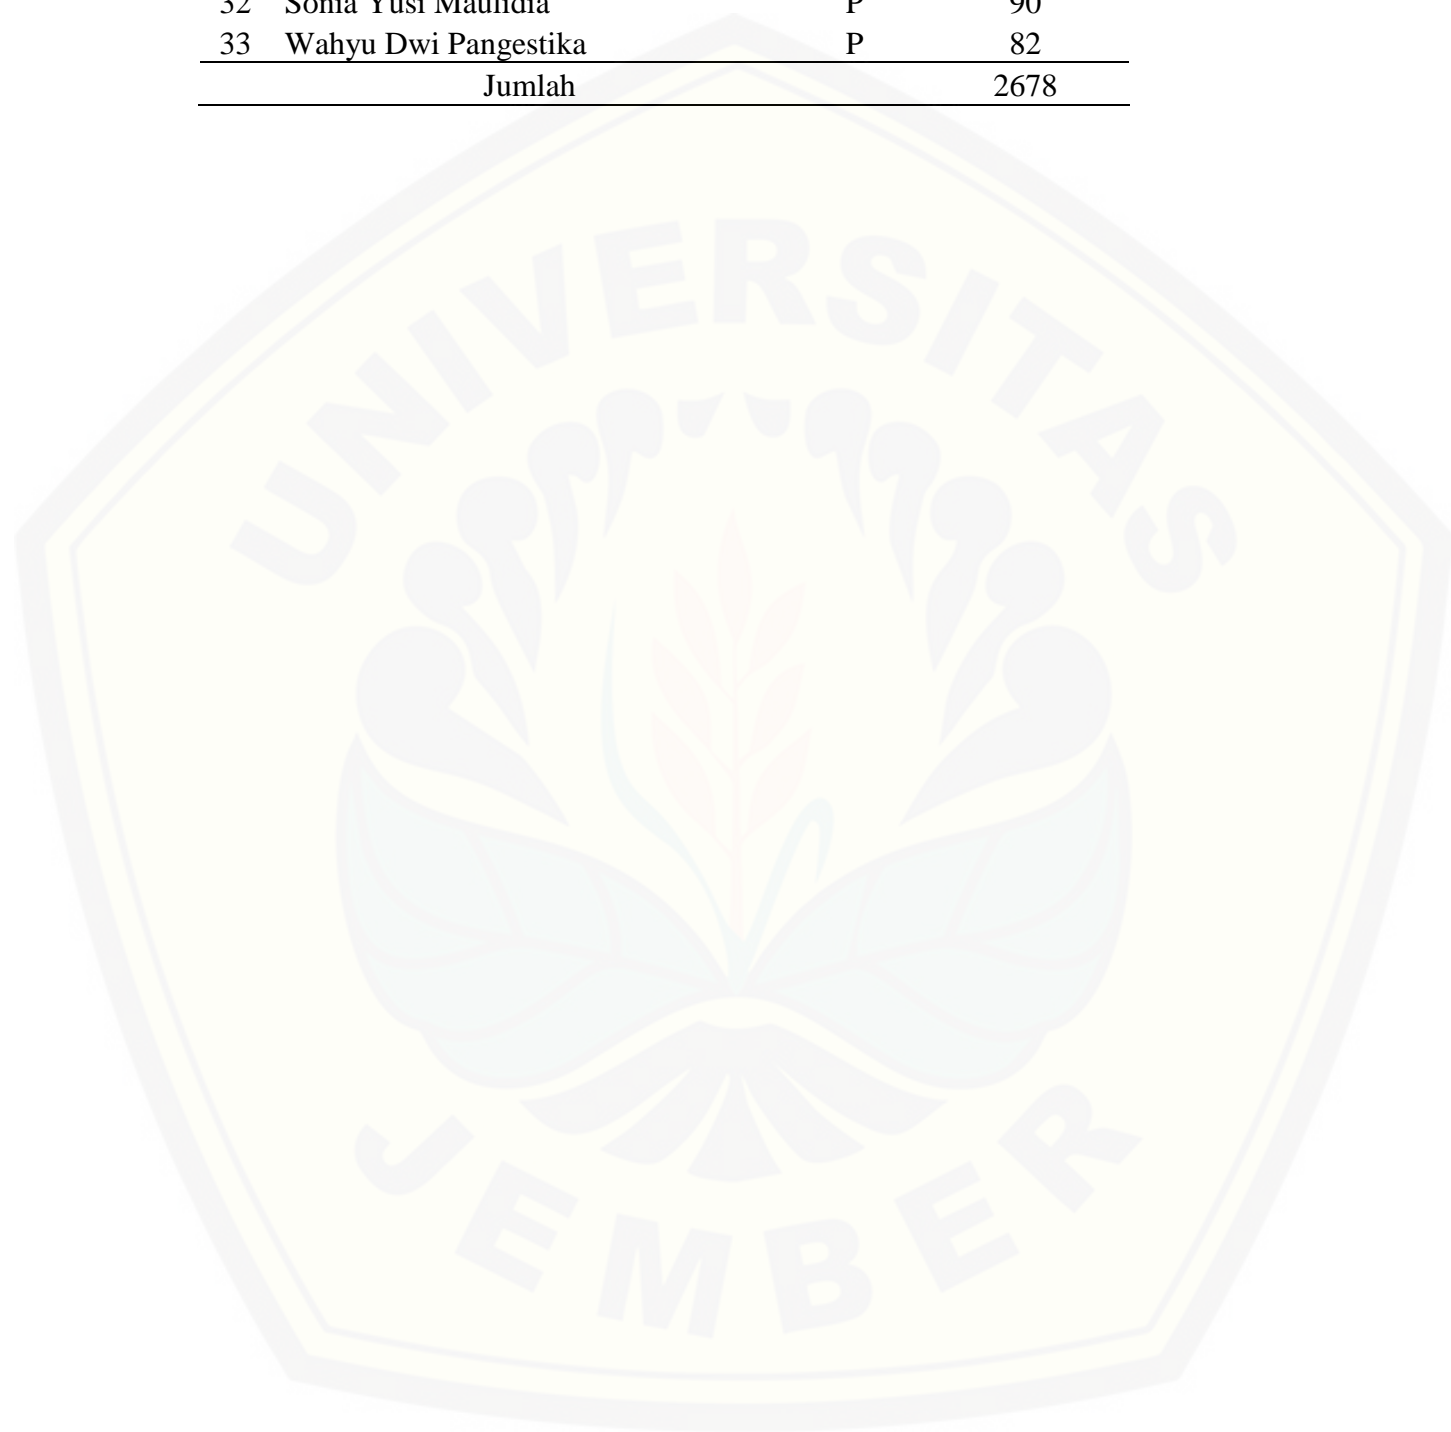 32 Sonia Yusi Maulidia P 90
33 Wahyu Dwi Pangestika P 82
Jumlah 2678
UNIVERSITAS
JEMBER